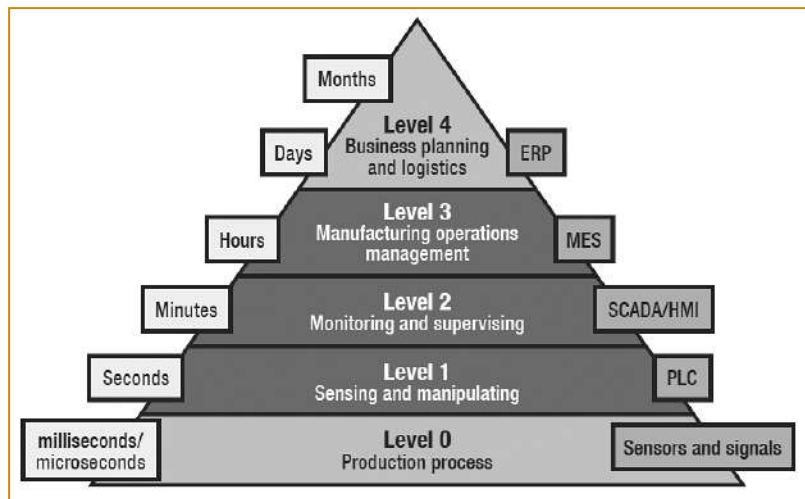 Months
Level 4
Business planning
and logistics
Days
ERP
Level 3
Manufacturing operations
management
Hours
MES
Level 2
Monitoring and supervising
Minutes
SCADA/HMI
Level 1
Sensing and manipulating
Seconds
PLC
milliseconds/
microseconds
Level 0
Production process
Sensors and signals